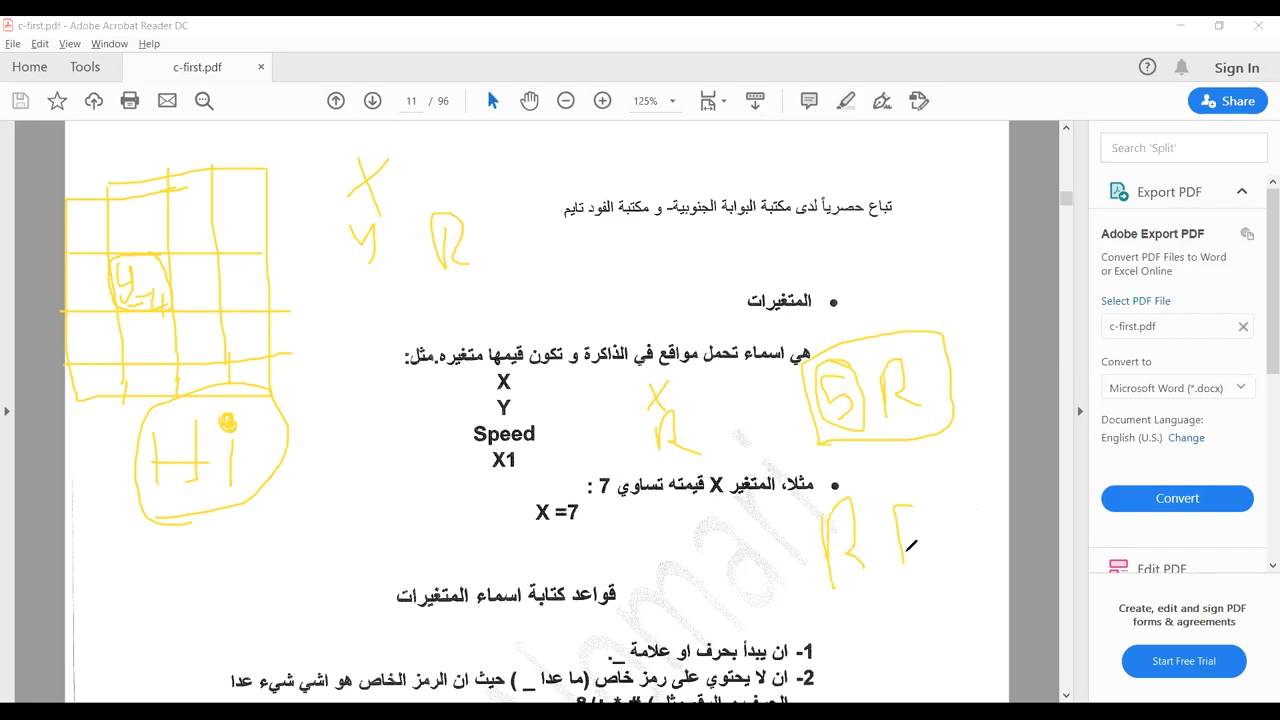 c-first.pdf - Adobe Acrobat Reader DC
File Edit View Window Help
Home Tools c-first.pdf × Sign In
11 / 96 125% Share
Search 'Split'
Export PDF
Adobe Export PDF
Convert PDF Files to Word
or Excel Online
Select PDF File
c-first.pdf
Convert to
Microsoft Word (*.docx)
Document Language:
English (U.S.) Change
Convert
Edit PDF
Create, edit and sign PDF
forms & agreements
Start Free Trial
تباع حصرياً لدى مكتبة البوابة الجنوبية- و مكتبة الفود تايم
• المتغيرات
هي اسماء تحمل مواقع في الذاكرة و تكون قيمها متغيره.مثل:
X
Y
Speed
X1
• مثلا، المتغير X قيمته تساوي 7 :
X =7
قواعد كتابة اسماء المتغيرات
1- ان يبدأ بحرف او علامة _.
2- ان لا يحتوي على رمز خاص (ما عدا _ ) حيث ان الرمز الخاص هو اشي شيء عدا
X
y R
X
R
5 R
R
Hi